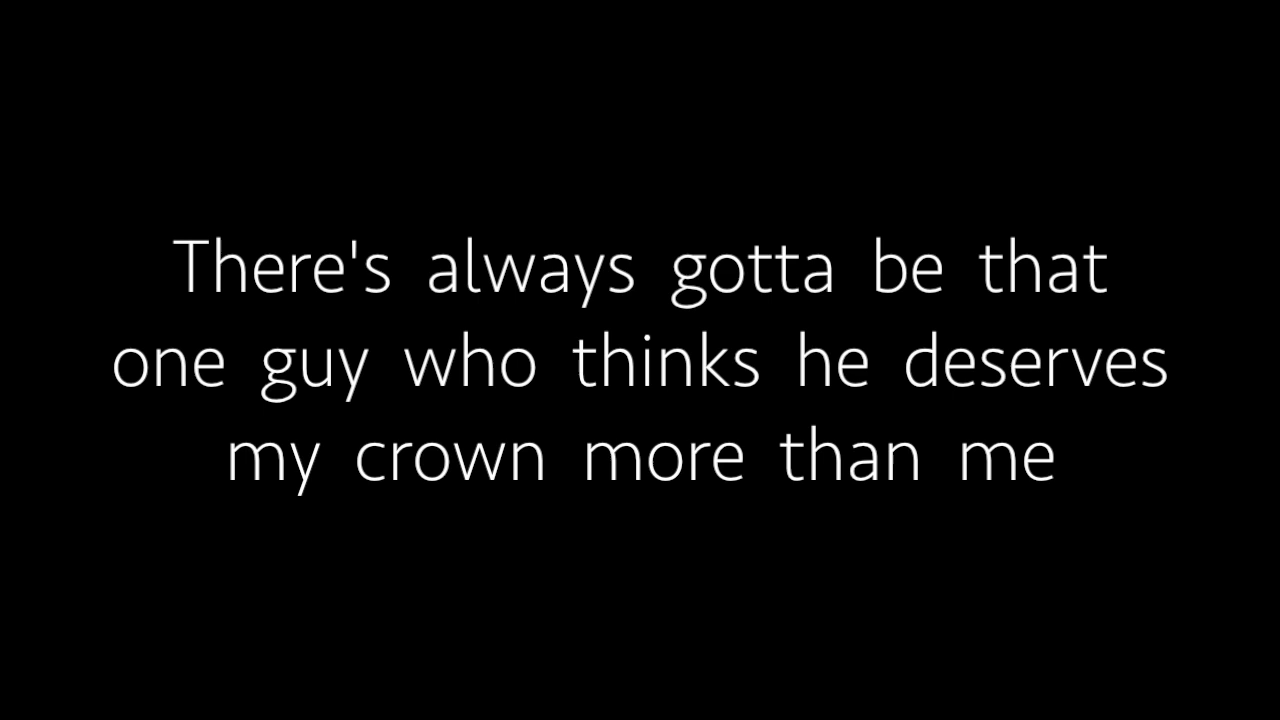 There's always gotta be that
one guy who thinks he deserves
my crown more than me